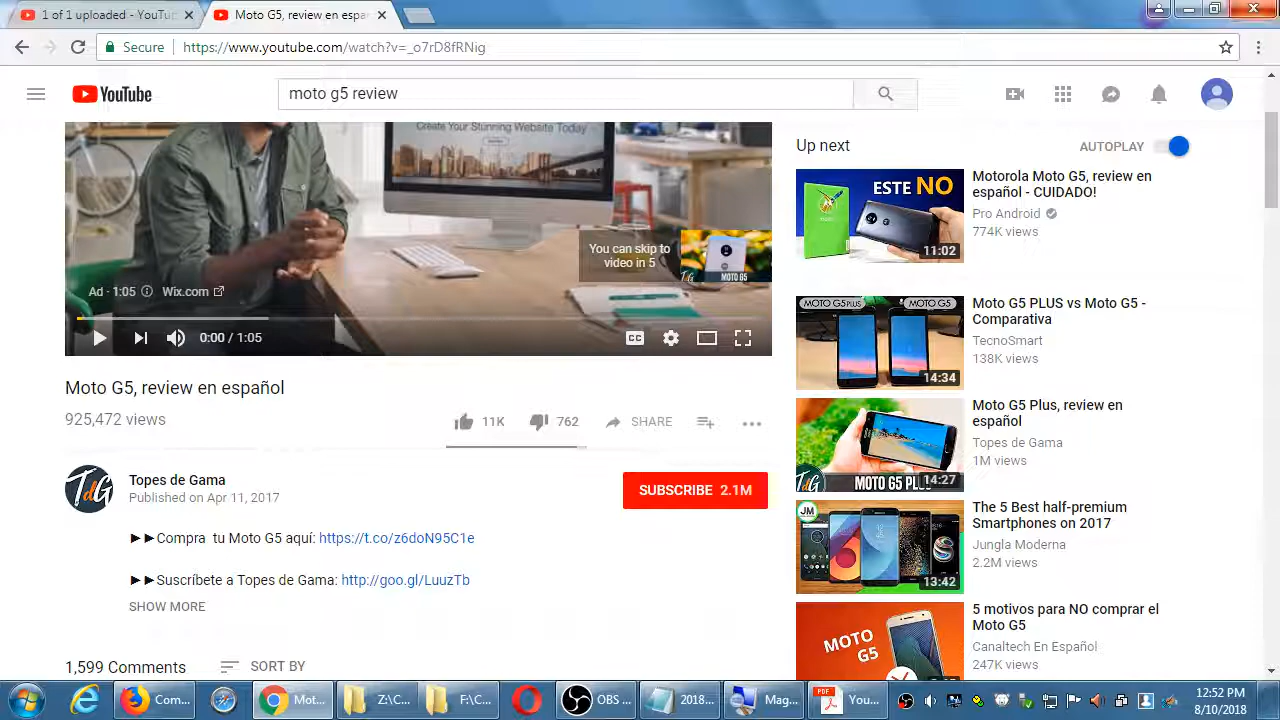 1 of 1 uploaded - YouTu
Moto G5, review en espa
Secure
https://www.youtube.com/watch?v=_o7rD8fRNig
YouTube
moto g5 review
Create Your Stunning Website Today
You can skip to
video in 5
TdG
MOTO G5
Ad · 1:05
Wix.com
0:00 / 1:05
CC
Moto G5, review en español
925,472 views
11K
762
SHARE
TdG
Topes de Gama
Published on Apr 11, 2017
SUBSCRIBE 2.1M
►►Compra tu Moto G5 aquí: https://t.co/z6doN95C1e
►►Suscríbete a Topes de Gama: http://goo.gl/LuuzTb
SHOW MORE
1,599 Comments
SORT BY
Up next
AUTOPLAY
ESTE NO
11:02
Motorola Moto G5, review en
español - CUIDADO!
Pro Android
774K views
MOTO G5 PLUS
MOTO G5
14:34
Moto G5 PLUS vs Moto G5 -
Comparativa
TecnoSmart
138K views
TdG
MOTO G5 PLUS
14:27
Moto G5 Plus, review en
español
Topes de Gama
1M views
JM
13:42
The 5 Best half-premium
Smartphones on 2017
Jungla Moderna
2.2M views
MOTO
G5
5 motivos para NO comprar el
Moto G5
Canaltech En Español
247K views
Com...
Mot...
Z:\C...
F:\C...
OBS ...
2018...
Mag...
PDF
You...
12:52 PM
8/10/2018